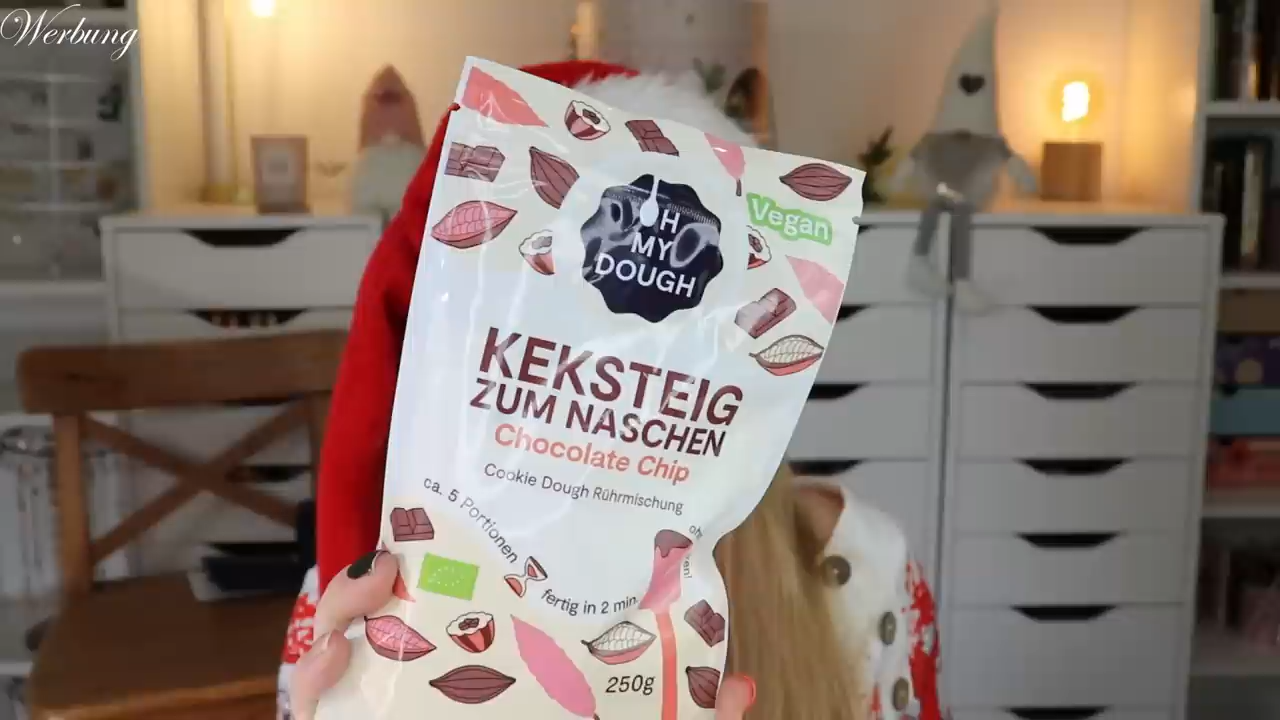 Werbung
OH
MY
DOUGH
Vegan
KEKSTEIG
ZUM NASCHEN
Chocolate Chip
Cookie Dough Rührmischung
ca. 5 Portionen
fertig in 2 min.
250g